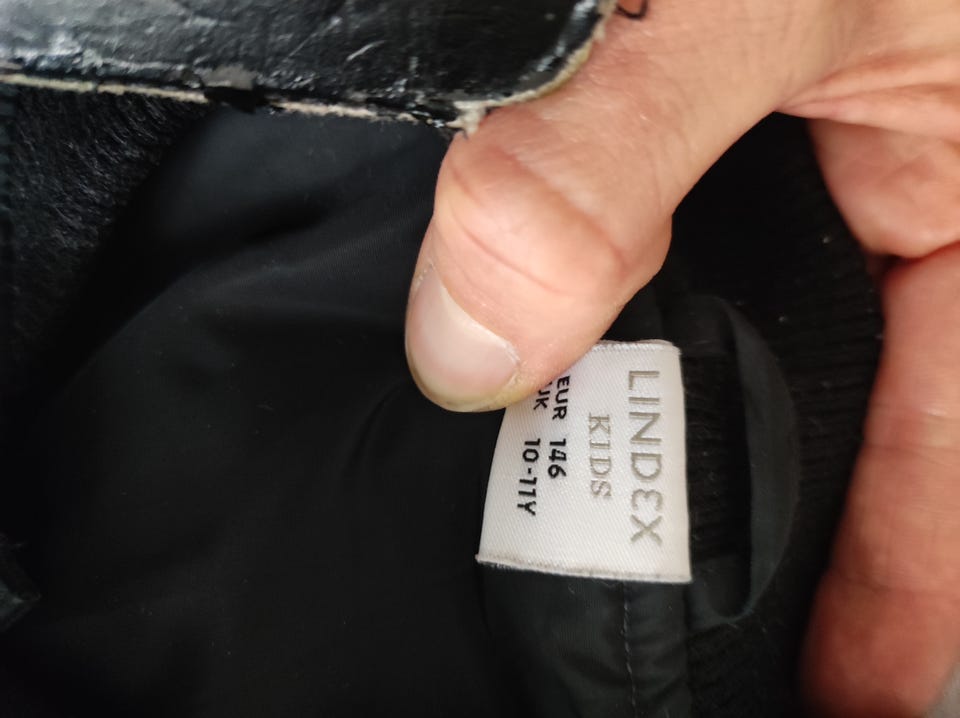 LINDEX
KIDS
EUR 146
UK 10-11Y